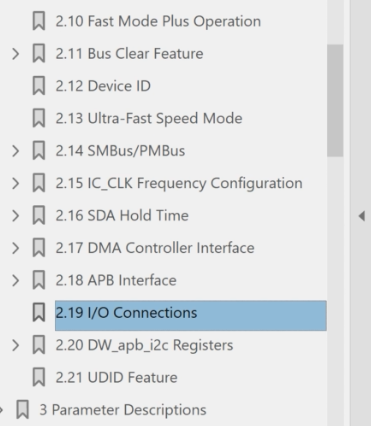 2.10 Fast Mode Plus Operation
2.11 Bus Clear Feature
2.12 Device ID
2.13 Ultra-Fast Speed Mode
2.14 SMBus/PMBus
2.15 IC_CLK Frequency Configuration
2.16 SDA Hold Time
2.17 DMA Controller Interface
2.18 APB Interface
2.19 I/O Connections
2.20 DW_apb_i2c Registers
2.21 UDID Feature
3 Parameter Descriptions